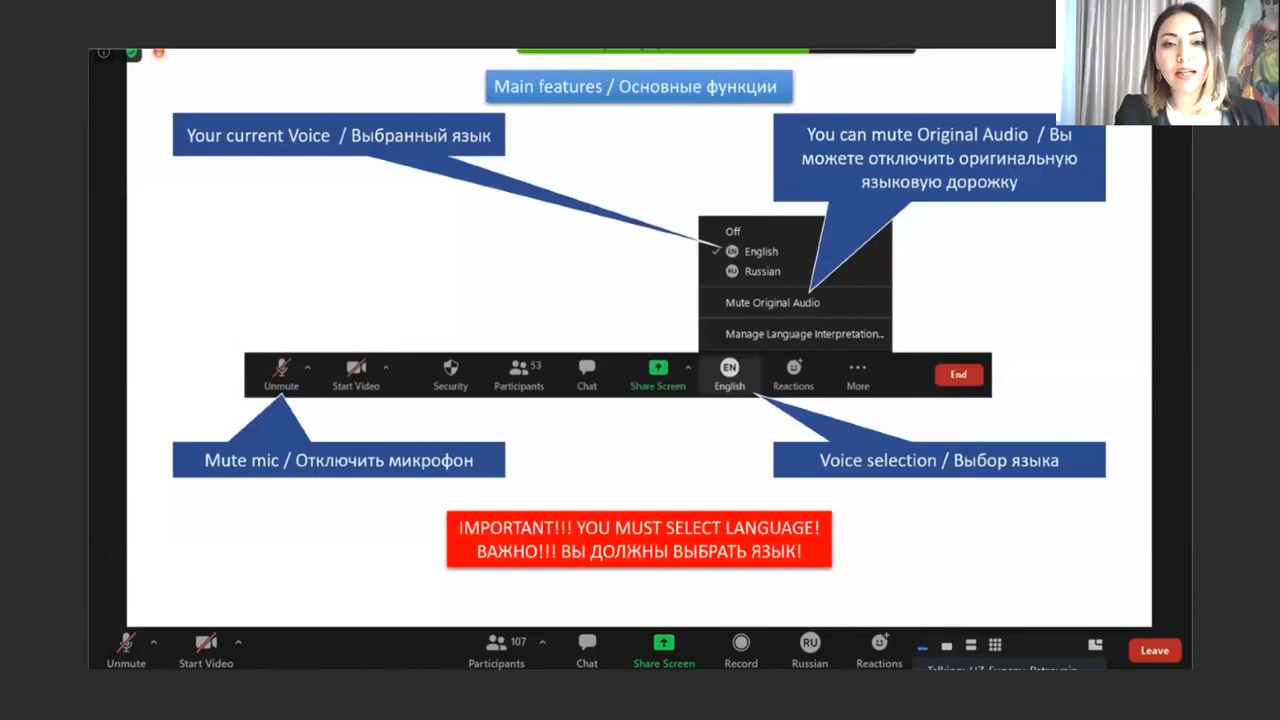 Main features / Основные функции
Your current Voice / Выбранный язык
You can mute Original Audio / Вы
можете отключить оригинальную
языковую дорожку
Off
EN English
RU Russian
Mute Original Audio
Manage Language Interpretation...
53
EN
Unmute
Start Video
Security
Participants
Chat
Share Screen
English
Reactions
More
End
Mute mic / Отключить микрофон
Voice selection / Выбор языка
IMPORTANT!!! YOU MUST SELECT LANGUAGE!
ВАЖНО!!! ВЫ ДОЛЖНЫ ВЫБРАТЬ ЯЗЫК!
107
RU
Unmute
Start Video
Participants
Chat
Share Screen
Record
Russian
Reactions
Leave